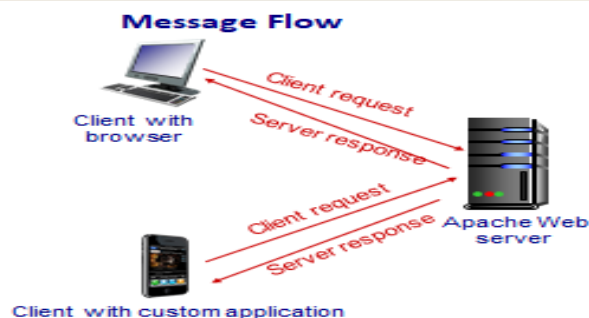 Message Flow
Client request
Client with
browser
Server response
Client request
Apache Web
server
Server response
Client with custom application